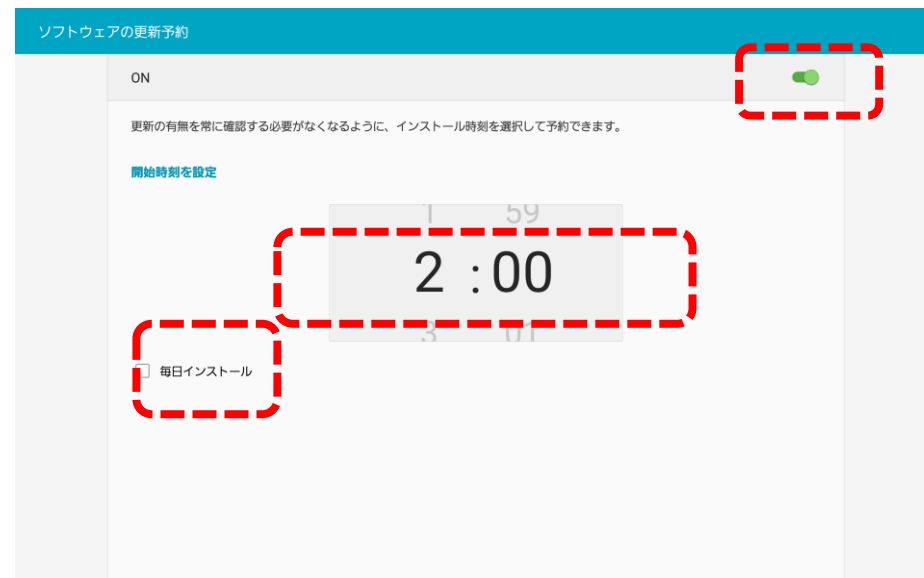 ソフトウェアの更新予約
ON
更新の有無を常に確認する必要がなくなるように、インストール時刻を選択して予約できます。
開始時刻を設定
1 59
2 : 00
3 01
毎日インストール